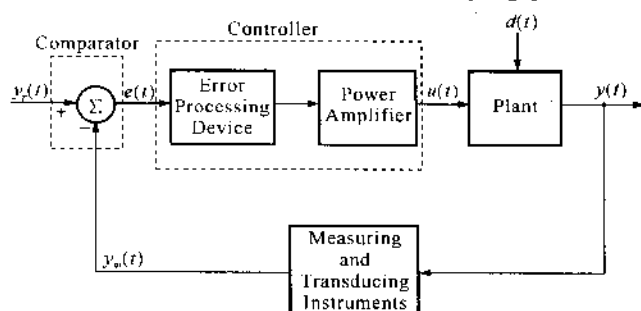 d(t)
Controller
Comparator
y_r(t)
+
Σ
−
e(t)
Error
Processing
Device
Power
Amplifier
u(t)
Plant
y(t)
y_m(t)
Measuring
and
Transducing
Instruments